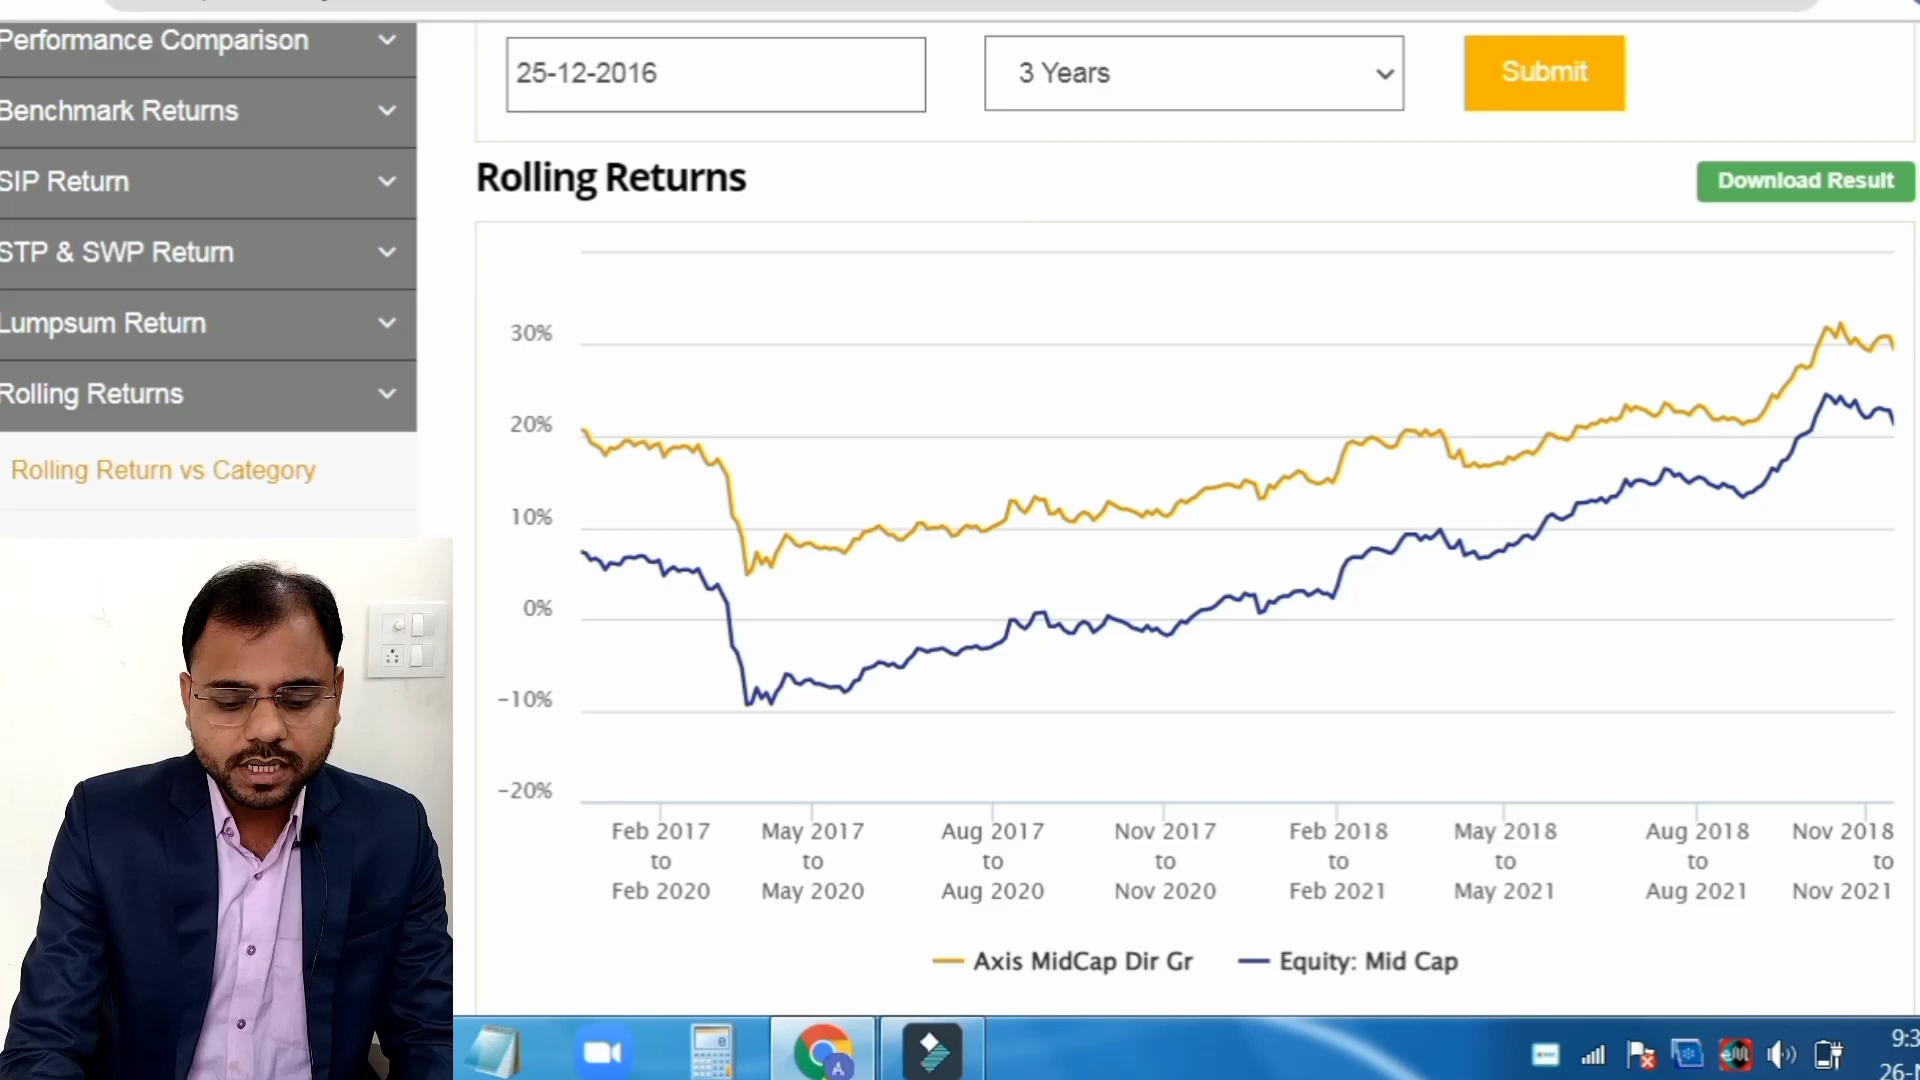 Performance Comparison
Benchmark Returns
SIP Return
STP & SWP Return
Lumpsum Return
Rolling Returns
Rolling Return vs Category
25-12-2016
3 Years
Submit
Rolling Returns
Download Result
30%
20%
10%
0%
-10%
-20%
Feb 2017 to Feb 2020
May 2017 to May 2020
Aug 2017 to Aug 2020
Nov 2017 to Nov 2020
Feb 2018 to Feb 2021
May 2018 to May 2021
Aug 2018 to Aug 2021
Nov 2018 to Nov 2021
Axis MidCap Dir Gr
Equity: Mid Cap